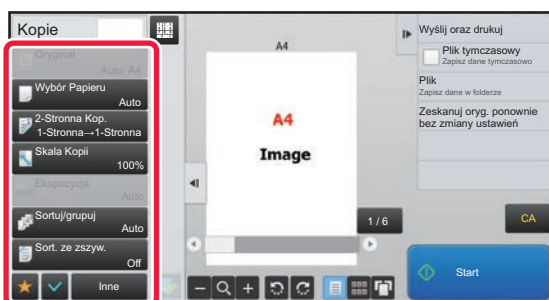 Kopie
Oryginał
Auto A4
Wybór Papieru
Auto
2-Stronna Kop.
1-Stronna→1-Stronna
Skala Kopii
100%
Ekspozycja
Auto
Sortuj/grupuj
Auto
Sort. ze zszyw.
Off
Inne
A4
A4
Image
1 / 6
Wyślij oraz drukuj
Plik tymczasowy
Zapisz dane tymczasowo
Plik
Zapisz dane w folderze
Zeskanuj oryg. ponownie
bez zmiany ustawień
CA
Start